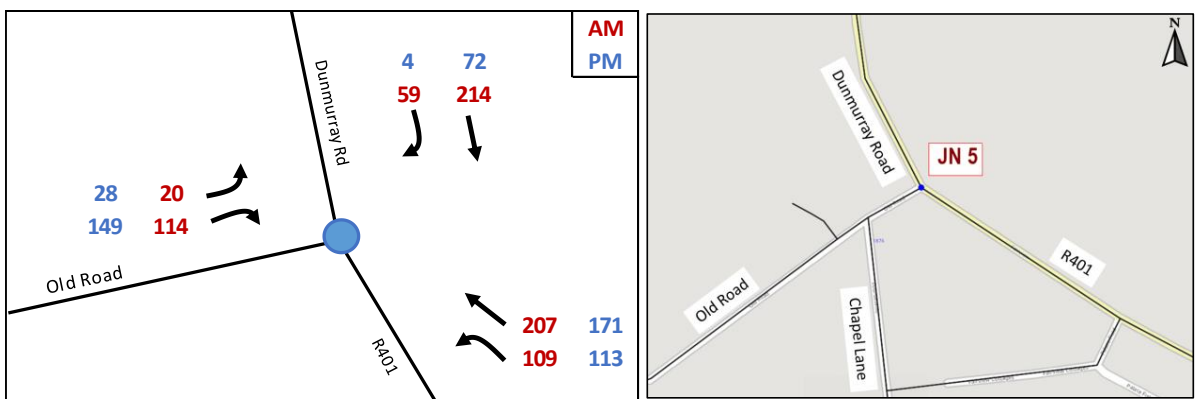 AM
PM
4 72
59 214
Dunmurray Rd
28 20
149 114
Old Road
207 171
109 113
R401
N
Dunmurray Road
JN 5
R401
Old Road
Chapel Lane